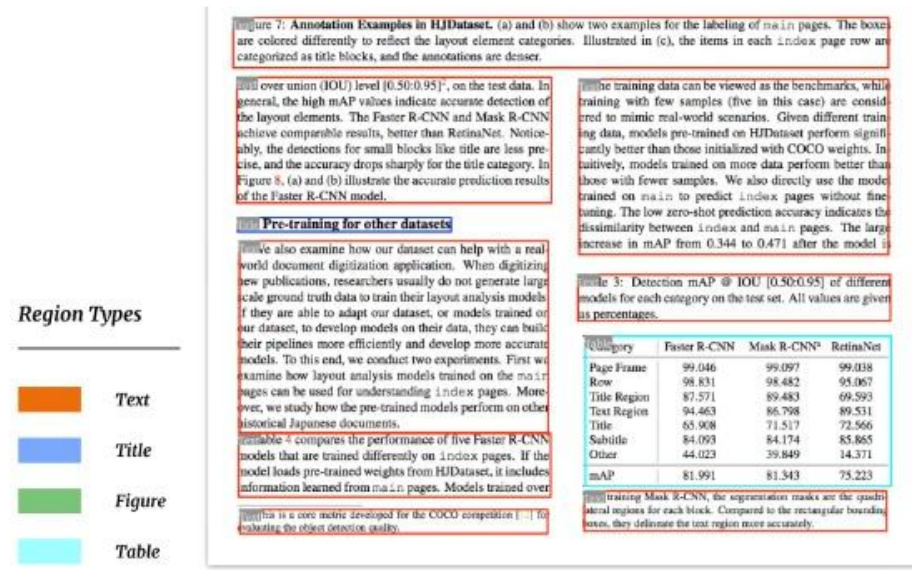 Region Types
Text
Title
Figure
Table
ure 7: Annotation Examples in HJDataset. (a) and (b) show two examples for the labeling of main pages. The boxes
are colored differently to reflect the layout element categories. Illustrated in (c), the items in each index page row are
categorized as title blocks, and the annotations are denser.
over union (IOU) level [0.50:0.95]², on the test data. In
general, the high mAP values indicate accurate detection of
the layout elements. The Faster R-CNN and Mask R-CNN
achieve comparable results, better than RetinaNet. Notice-
ably, the detections for small blocks like title are less pre-
cise, and the accuracy drops sharply for the title category. In
Figure 8, (a) and (b) illustrate the accurate prediction results
of the Faster R-CNN model.
Pre-training for other datasets
We also examine how our dataset can help with a real-
world document digitization application. When digitizing
new publications, researchers usually do not generate large
scale ground truth data to train their layout analysis models.
If they are able to adapt our dataset, or models trained on
our dataset, to develop models on their data, they can build
their pipelines more efficiently and develop more accurate
models. To this end, we conduct two experiments. First we
examine how layout analysis models trained on the main
pages can be used for understanding index pages. More-
over, we study how the pre-trained models perform on other
historical Japanese documents.
Table 4 compares the performance of five Faster R-CNN
models that are trained differently on index pages. If the
model loads pre-trained weights from HJDataset, it includes
information learned from main pages. Models trained over
This is a core metric developed for the COCO competition [ ] for
evaluating the object detection quality.
the training data can be viewed as the benchmarks, while
training with few samples (five in this case) are consid-
ered to mimic real-world scenarios. Given different train-
ing data, models pre-trained on HJDataset perform signifi-
cantly better than those initialized with COCO weights. In-
tuitively, models trained on more data perform better than
those with fewer samples. We also directly use the model
trained on main to predict index pages without fine-
tuning. The low zero-shot prediction accuracy indicates the
dissimilarity between index and main pages. The large
increase in mAP from 0.344 to 0.471 after the model is
le 3: Detection mAP @ IOU [0.50:0.95] of different
models for each category on the test set. All values are given
as percentages.
Category Faster R-CNN Mask R-CNNᵃ RetinaNet
Page Frame 99.046 99.097 99.038
Row 98.831 98.482 95.067
Title Region 87.571 89.483 69.593
Text Region 94.463 86.798 89.531
Title 65.908 71.517 72.566
Subtitle 84.093 84.174 85.865
Other 44.023 39.849 14.371
mAP 81.991 81.343 75.223
training Mask R-CNN, the segmentation masks are the quadri-
lateral regions for each block. Compared to the rectangular bounding
boxes, they delineate the text region more accurately.